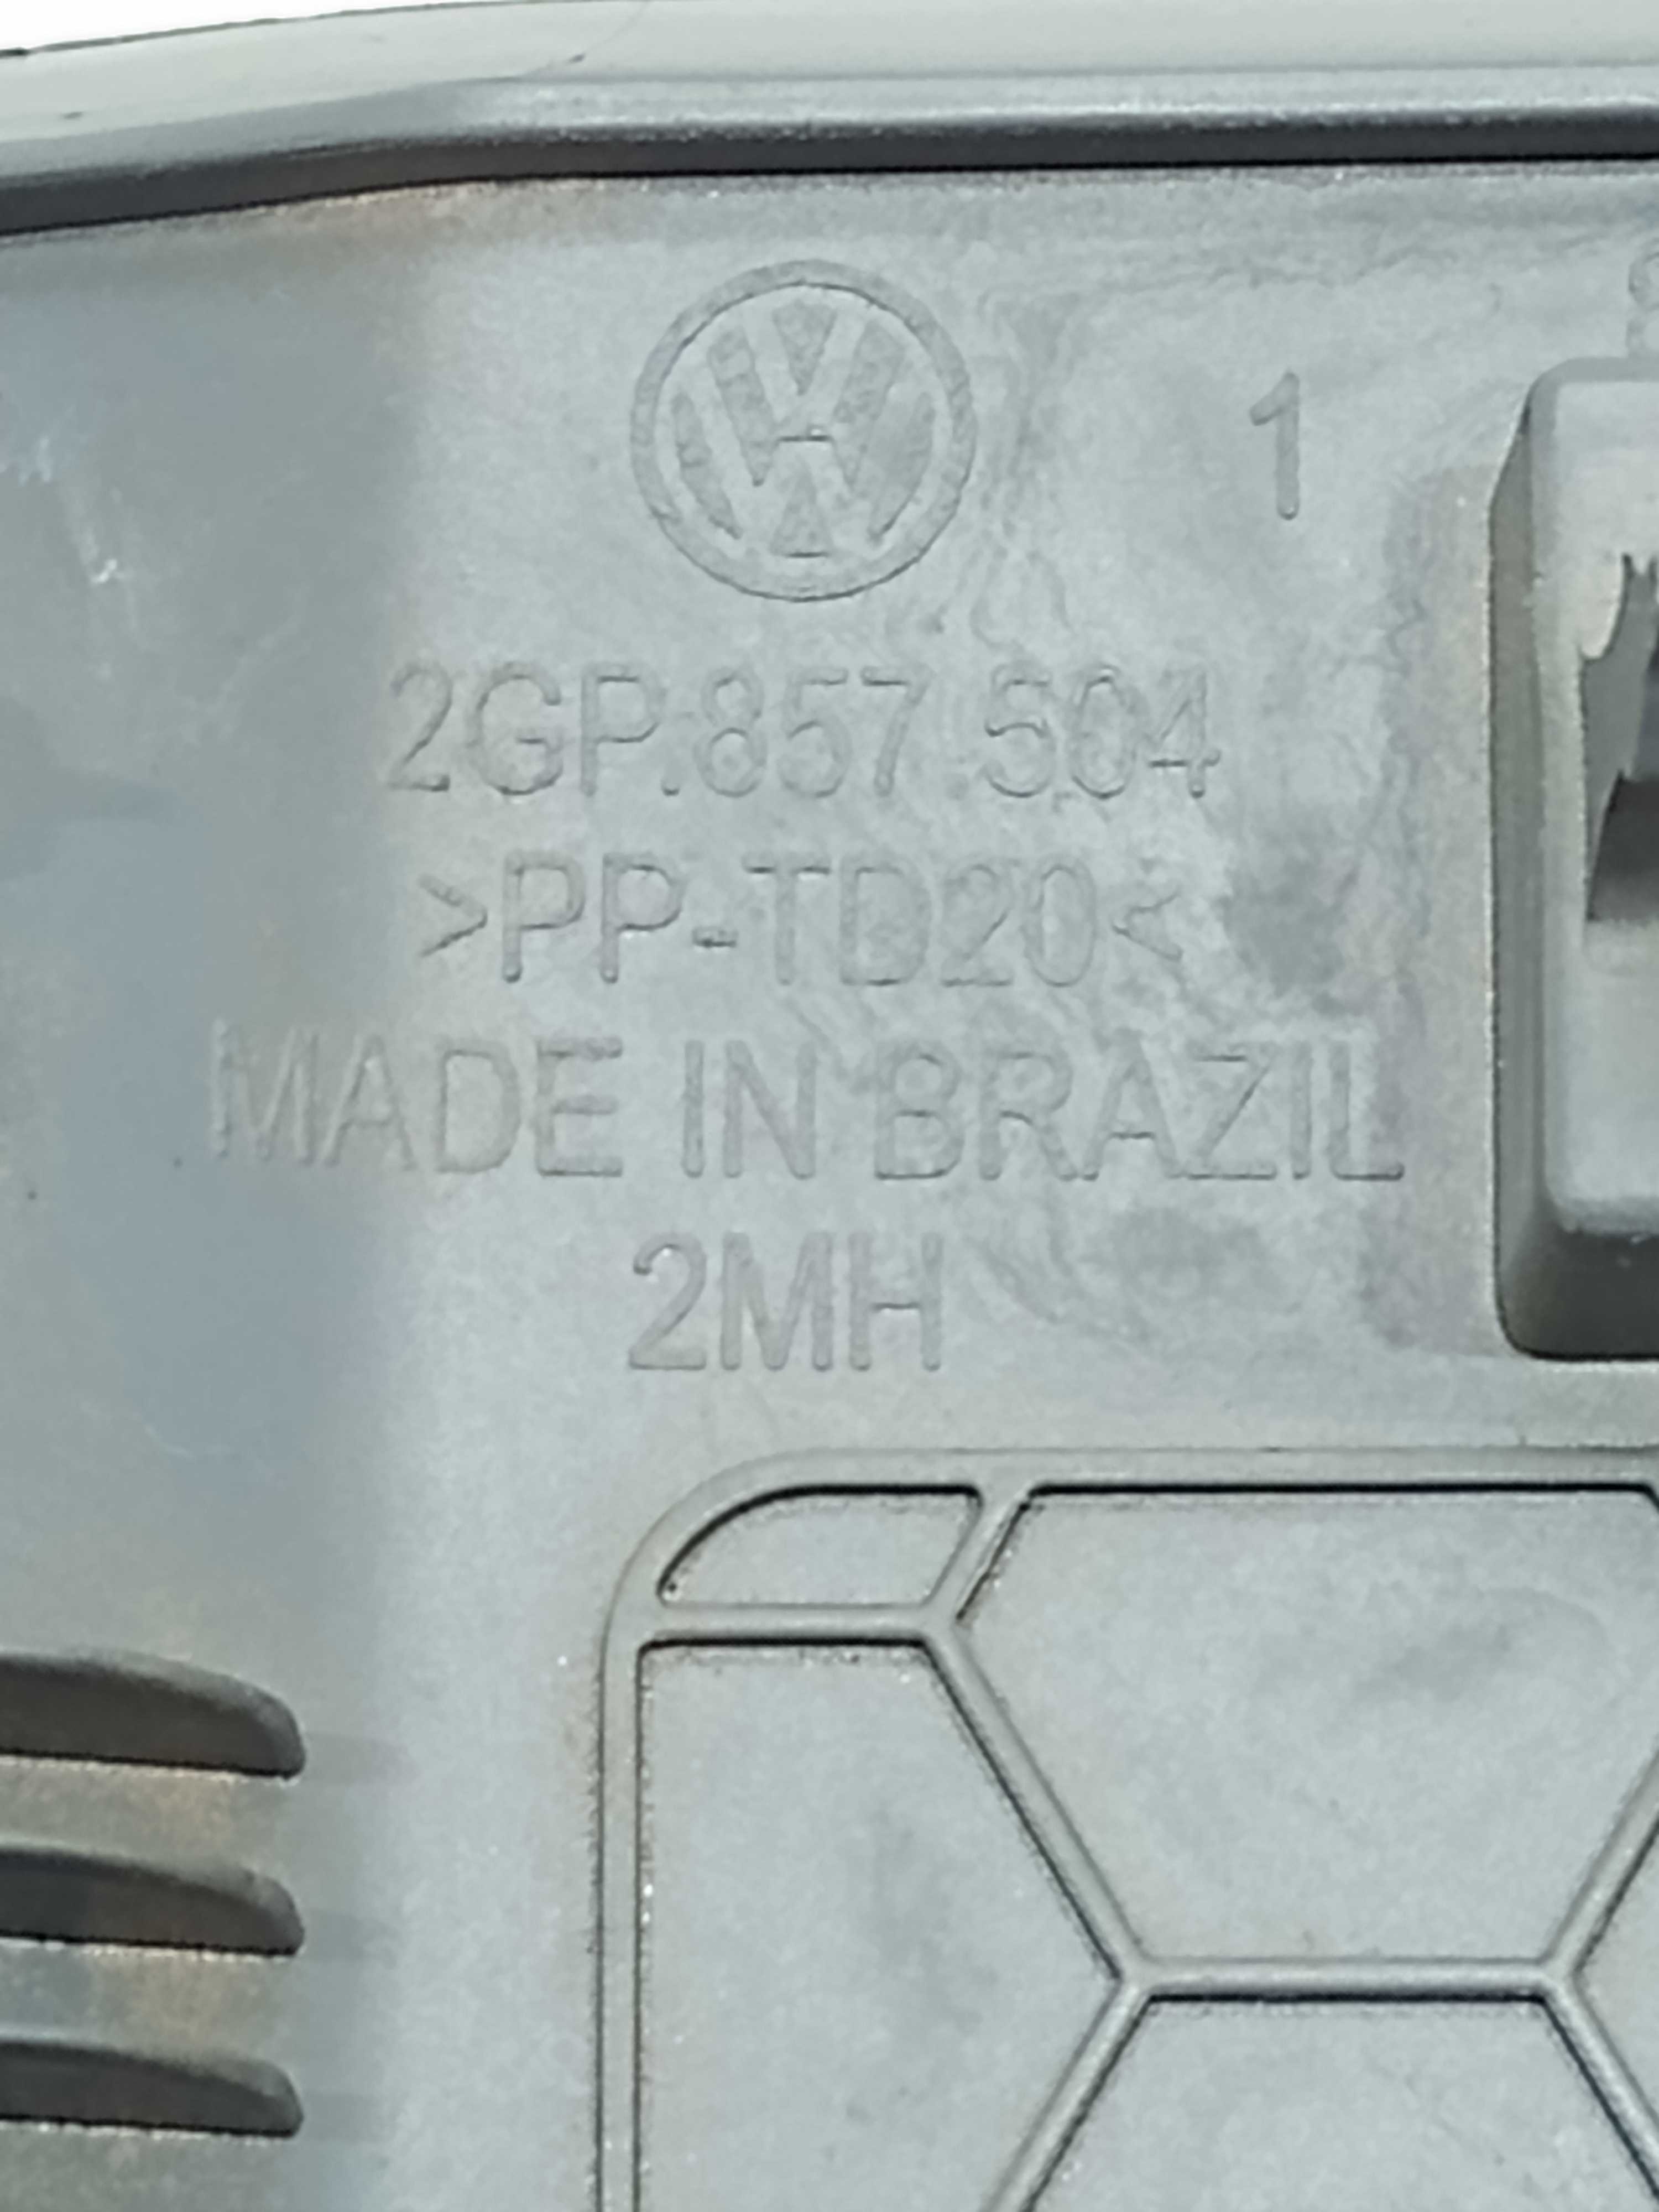 1
2GP.857.504
>PP-TD20<
MADE IN BRAZIL
2MH